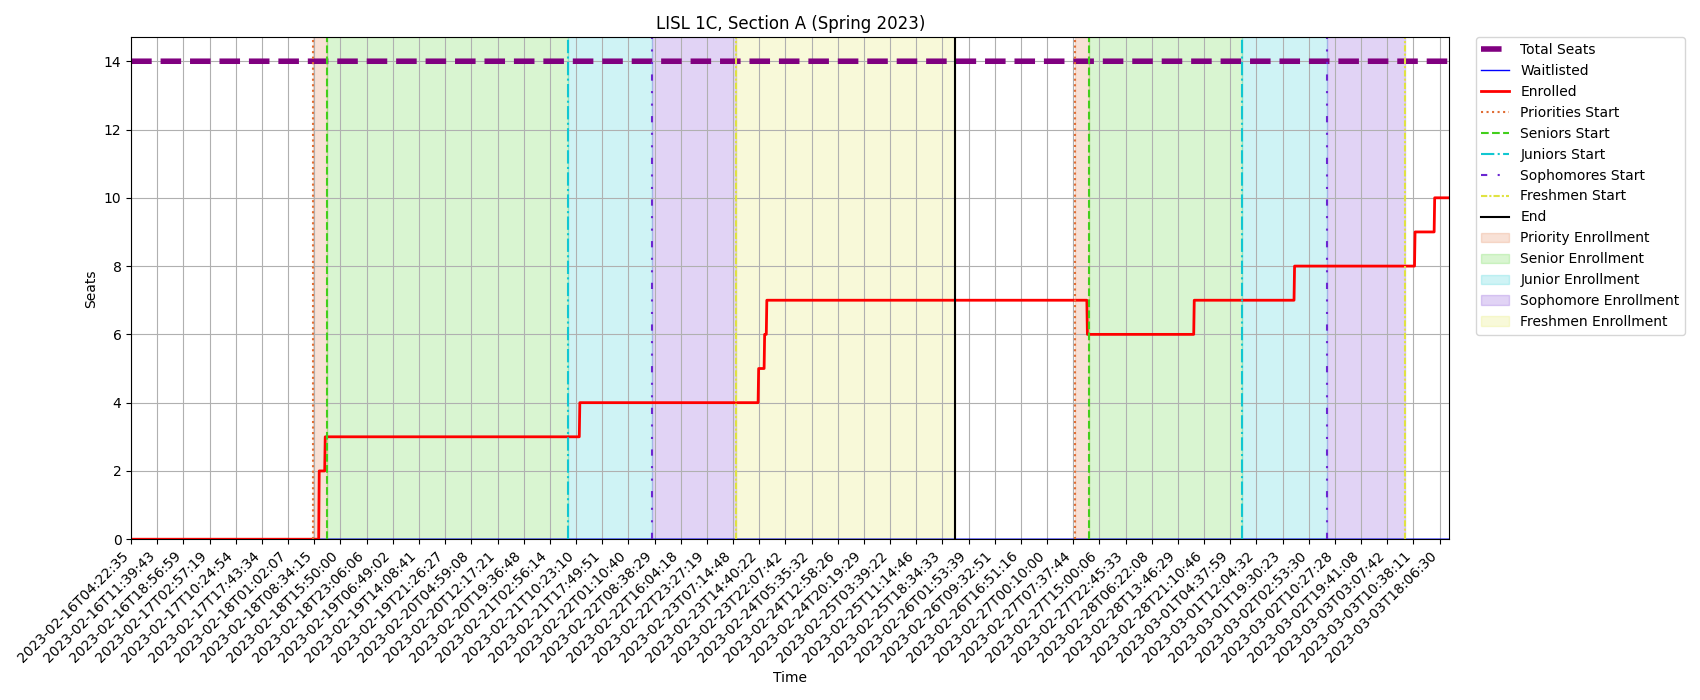 LISL 1C, Section A (Spring 2023)
Seats
14
12
10
8
6
4
2
0
2023-02-16T04:22:35
2023-02-16T11:39:43
2023-02-16T18:56:59
2023-02-17T02:57:19
2023-02-17T10:24:54
2023-02-17T17:43:34
2023-02-18T01:02:07
2023-02-18T08:34:15
2023-02-18T15:50:00
2023-02-18T23:06:06
2023-02-19T06:49:02
2023-02-19T14:08:41
2023-02-19T21:26:27
2023-02-20T04:59:08
2023-02-20T12:17:21
2023-02-20T19:36:48
2023-02-21T02:56:14
2023-02-21T10:23:10
2023-02-21T17:49:51
2023-02-22T01:10:40
2023-02-22T08:38:29
2023-02-22T16:04:18
2023-02-22T23:27:19
2023-02-23T07:14:48
2023-02-23T14:40:22
2023-02-23T22:07:42
2023-02-24T05:35:32
2023-02-24T12:58:26
2023-02-24T20:19:29
2023-02-25T03:39:22
2023-02-25T11:14:46
2023-02-25T18:34:33
2023-02-26T01:53:39
2023-02-26T09:32:51
2023-02-26T16:51:16
2023-02-27T00:10:00
2023-02-27T07:37:44
2023-02-27T15:00:06
2023-02-27T22:45:33
2023-02-28T06:22:08
2023-02-28T13:46:29
2023-02-28T21:10:46
2023-03-01T04:37:59
2023-03-01T12:04:32
2023-03-01T19:30:23
2023-03-02T02:53:30
2023-03-02T10:27:28
2023-03-02T19:41:08
2023-03-03T03:07:42
2023-03-03T10:38:11
2023-03-03T18:06:30
Time
Total Seats
Waitlisted
Enrolled
Priorities Start
Seniors Start
Juniors Start
Sophomores Start
Freshmen Start
End
Priority Enrollment
Senior Enrollment
Junior Enrollment
Sophomore Enrollment
Freshmen Enrollment